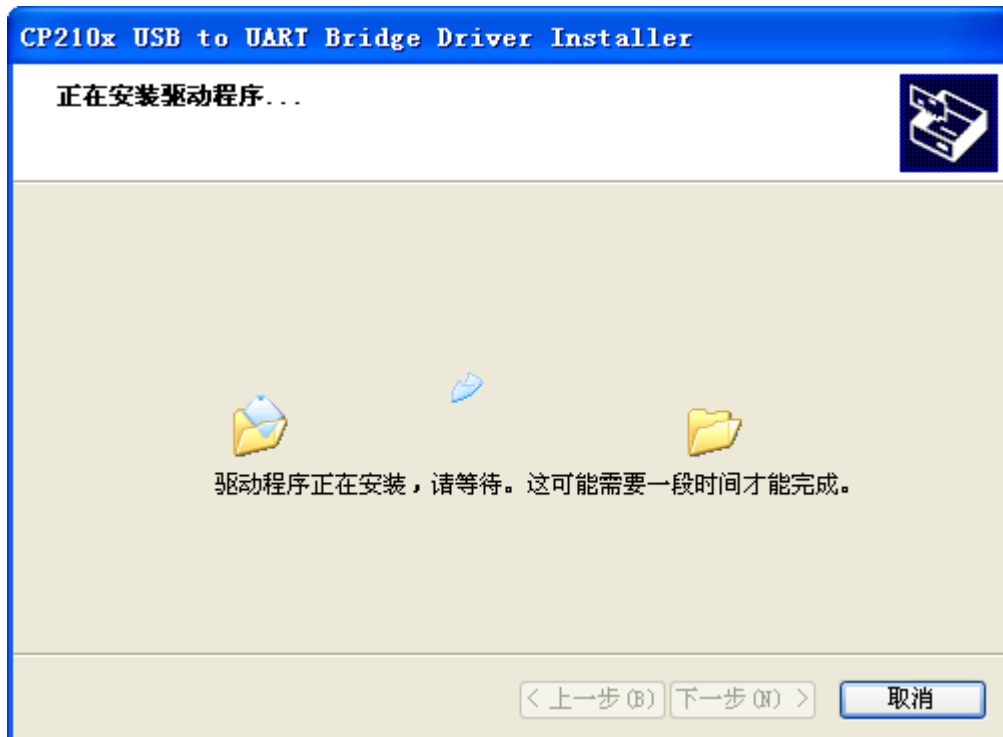 CP210x USB to UART Bridge Driver Installer
正在安装驱动程序...
驱动程序正在安装，请等待。这可能需要一段时间才能完成。
< 上一步(B) 下一步(N) > 取消